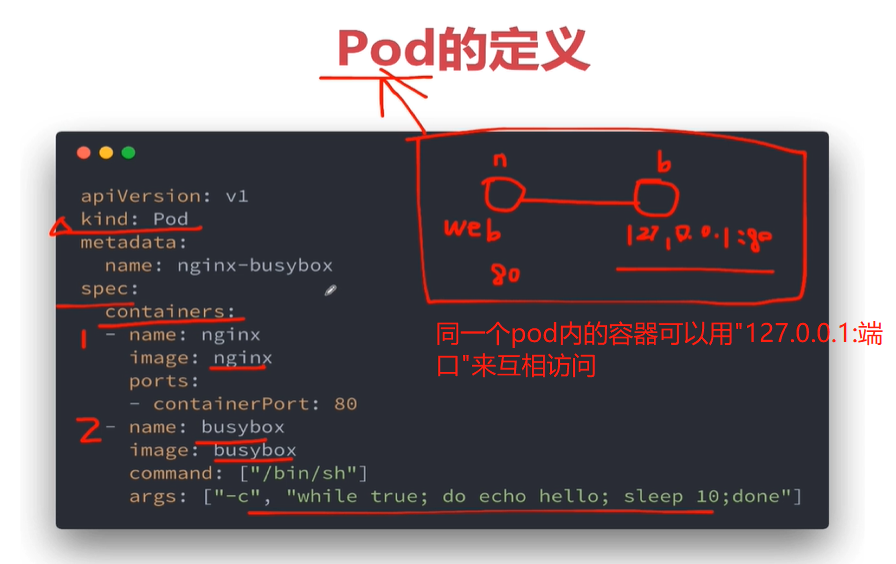 Pod的定义
apiVersion: v1
kind: Pod
metadata:
  name: nginx-busybox
spec:
  containers:
1
  - name: nginx
    image: nginx
    ports:
    - containerPort: 80
2
  - name: busybox
    image: busybox
    command: ["/bin/sh"]
    args: ["-c", "while true; do echo hello; sleep 10;done"]
n b
web 127.0.0.1:80
80
同一个pod内的容器可以用"127.0.0.1:端
口"来互相访问